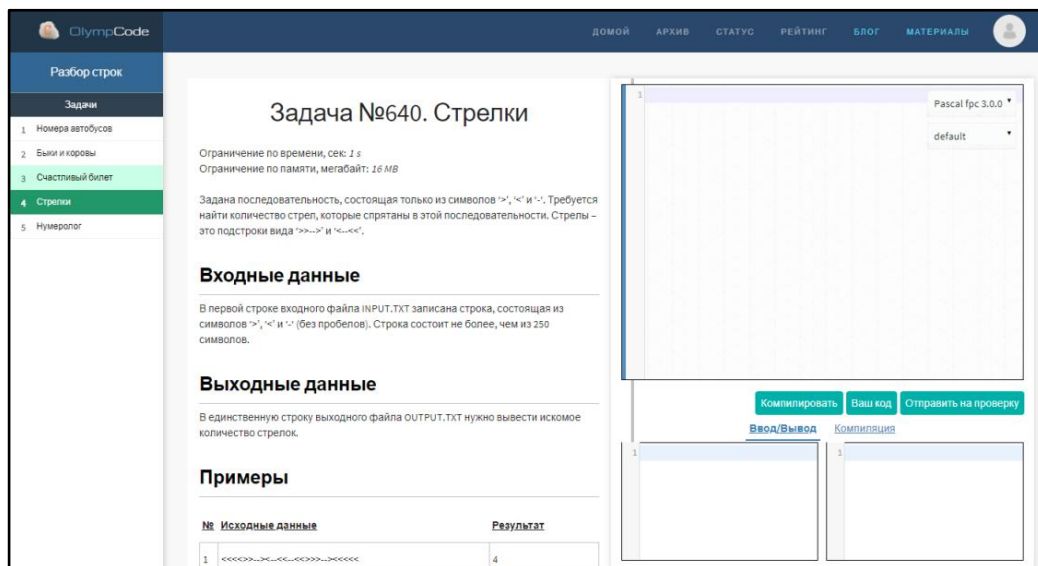 OlympCode
ДОМОЙ АРХИВ СТАТУС РЕЙТИНГ БЛОГ МАТЕРИАЛЫ
Разбор строк
Задачи
1 Номера автобусов
2 Быки и коровы
3 Счастливый билет
4 Стрелки
5 Нумеролог
Задача №640. Стрелки
Ограничение по времени, сек: 1 s
Ограничение по памяти, мегабайт: 16 MB
Задана последовательность, состоящая только из символов ‘>’, ‘<’ и ‘-’. Требуется
найти количество стрел, которые спрятаны в этой последовательности. Стрелы –
это подстроки вида ‘>>-->’ и ‘<--<<’.
Входные данные
В первой строке входного файла INPUT.TXT записана строка, состоящая из
символов ‘>’, ‘<’ и ‘-’ (без пробелов). Строка состоит не более, чем из 250
символов.
Выходные данные
В единственную строку выходного файла OUTPUT.TXT нужно вывести искомое
количество стрелок.
Примеры
№ Исходные данные Результат
1 <<<<>>--><--<<--<<>>>--><<<<< 4
1
Pascal fpc 3.0.0
default
Компилировать Ваш код Отправить на проверку
Ввод/Вывод Компиляция
1 1